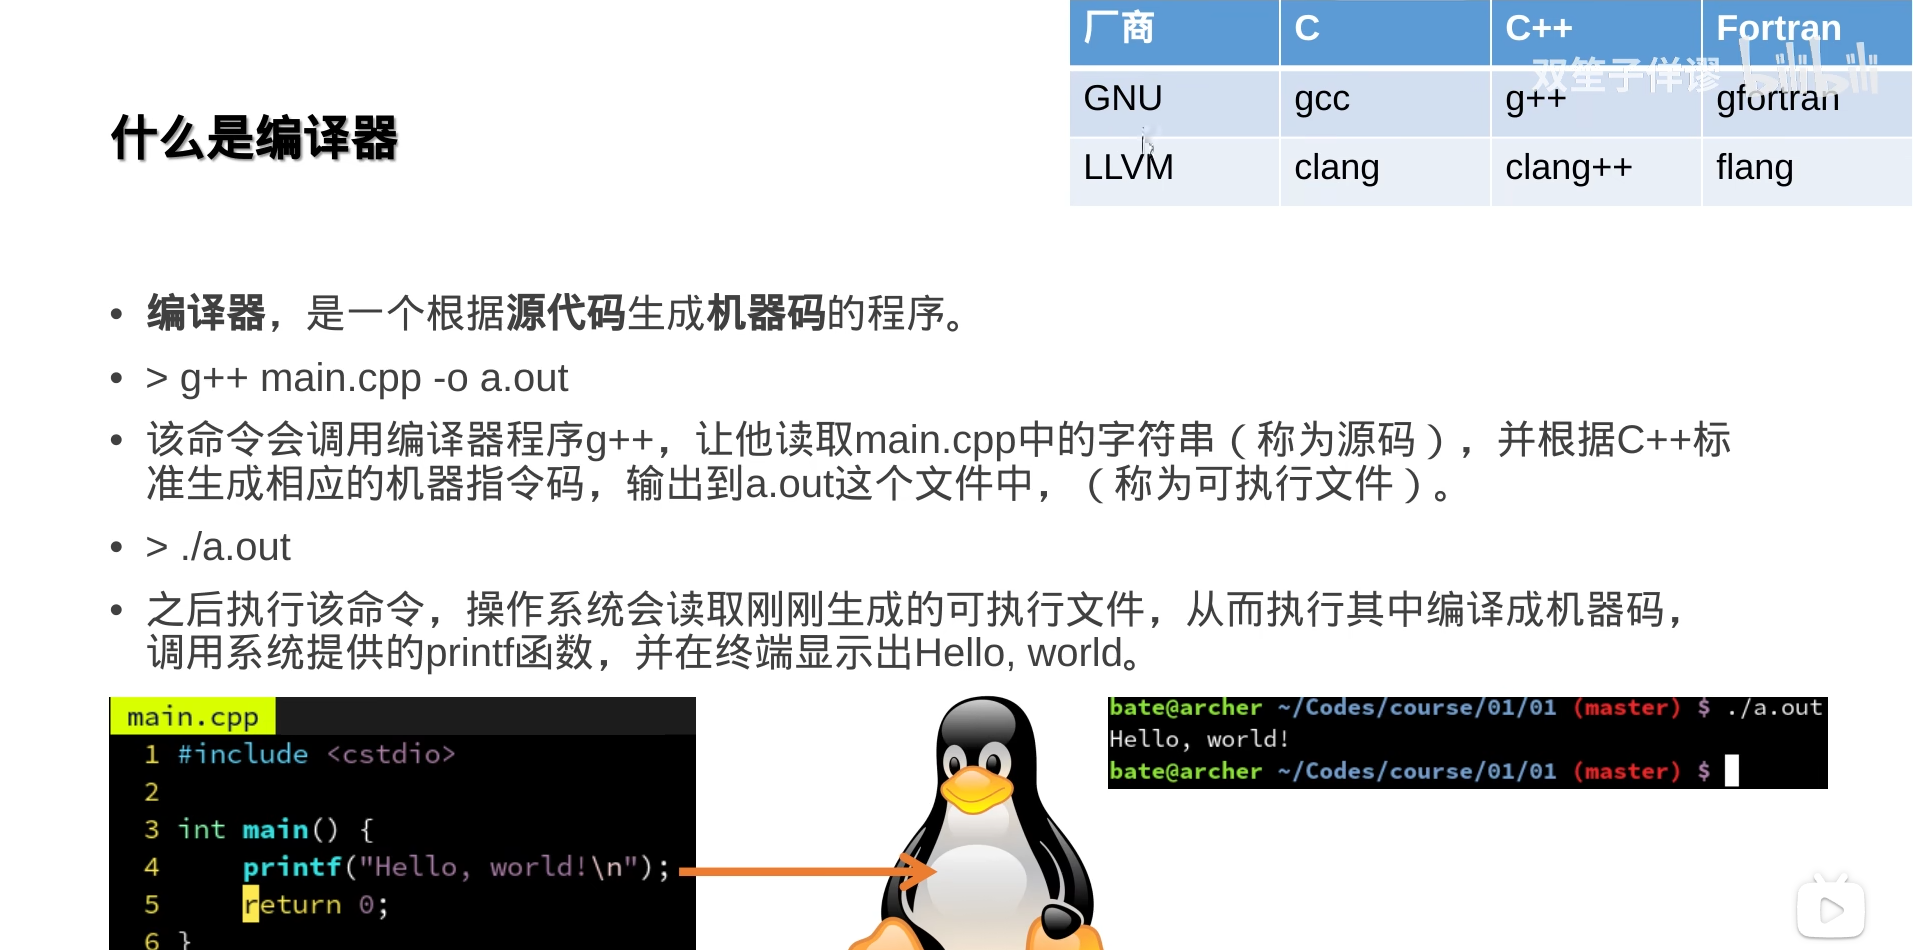 厂商 C C++ Fortran
双笙子佯谬 bilibili
GNU gcc g++ gfortran
LLVM clang clang++ flang
什么是编译器
• 编译器，是一个根据源代码生成机器码的程序。
• > g++ main.cpp -o a.out
• 该命令会调用编译器程序g++，让他读取main.cpp中的字符串（称为源码），并根据C++标
准生成相应的机器指令码，输出到a.out这个文件中，（称为可执行文件）。
• > ./a.out
• 之后执行该命令，操作系统会读取刚刚生成的可执行文件，从而执行其中编译成机器码，
调用系统提供的printf函数，并在终端显示出Hello, world。
main.cpp
1 #include <cstdio>
2
3 int main() {
4     printf("Hello, world!\n");
5     return 0;
6 }
bate@archer ~/Codes/course/01/01 (master) $ ./a.out
Hello, world!
bate@archer ~/Codes/course/01/01 (master) $